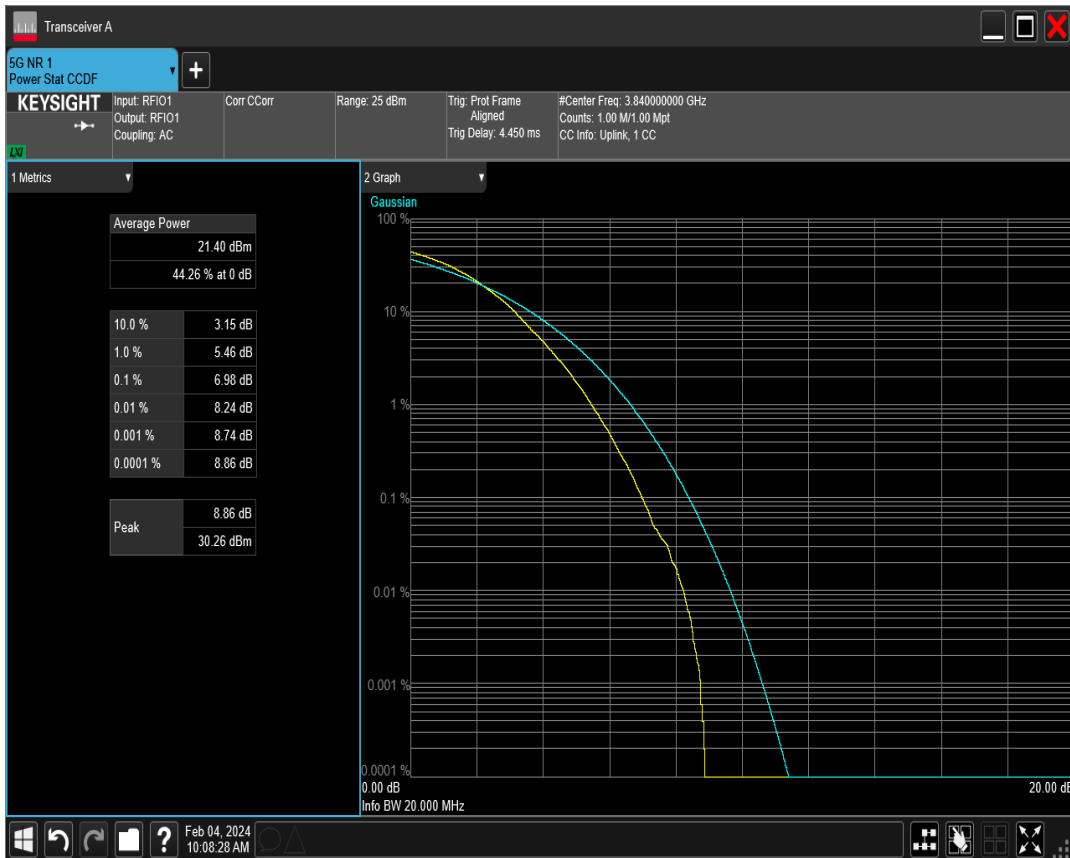 Transceiver A
5G NR 1
Power Stat CCDF
+
KEYSIGHT
LXI
Input: RFIO1
Output: RFIO1
Coupling: AC
Corr CCorr
Range: 25 dBm
Trig: Prot Frame
Aligned
Trig Delay: 4.450 ms
#Center Freq: 3.840000000 GHz
Counts: 1.00 M/1.00 Mpt
CC Info: Uplink, 1 CC
1 Metrics
Average Power
21.40 dBm
44.26 % at 0 dB
10.0 % 3.15 dB
1.0 % 5.46 dB
0.1 % 6.98 dB
0.01 % 8.24 dB
0.001 % 8.74 dB
0.0001 % 8.86 dB
Peak
8.86 dB
30.26 dBm
2 Graph
Gaussian
100 %
10 %
1 %
0.1 %
0.01 %
0.001 %
0.0001 %
0.00 dB 20.00 dB
Info BW 20.000 MHz
?
Feb 04, 2024
10:08:28 AM